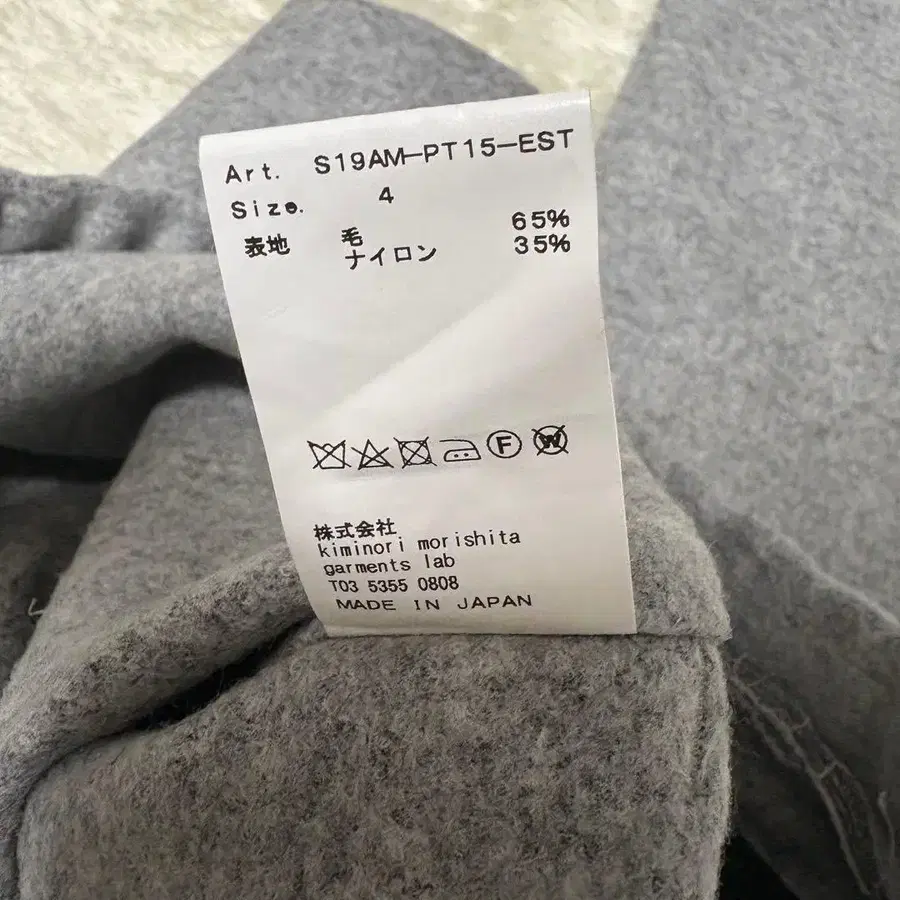 Art. S19AM-PT15-EST
Size. 4
表地 毛 65%
ナイロン 35%
F W
株式会社
kiminori morishita
garments lab
T03 5355 0808
MADE IN JAPAN